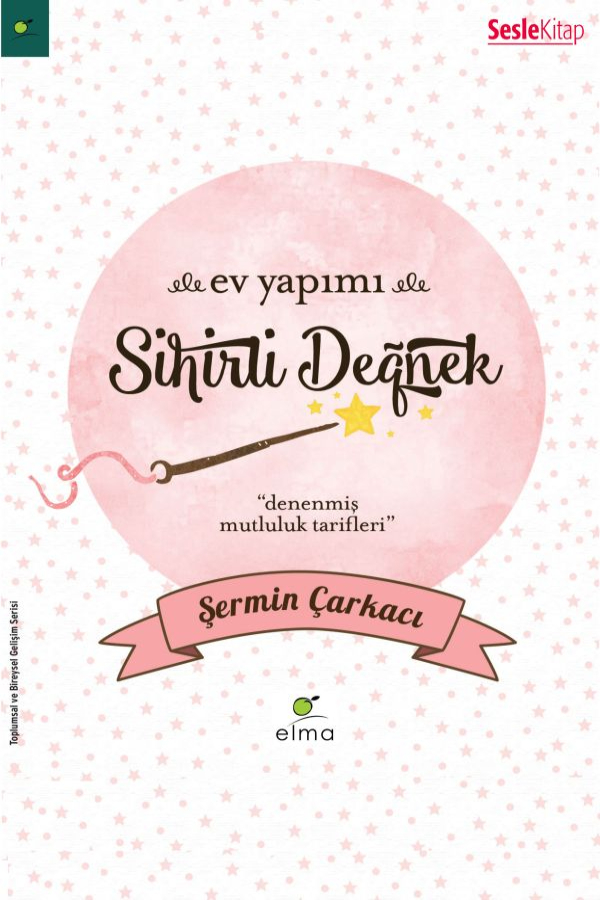 SesleKitap
ev yapımı
Sihirli Değnek
“denenmiş
mutluluk tarifleri”
Şermin Çarkacı
Toplumsal ve Bireysel Gelişim Serisi
elma